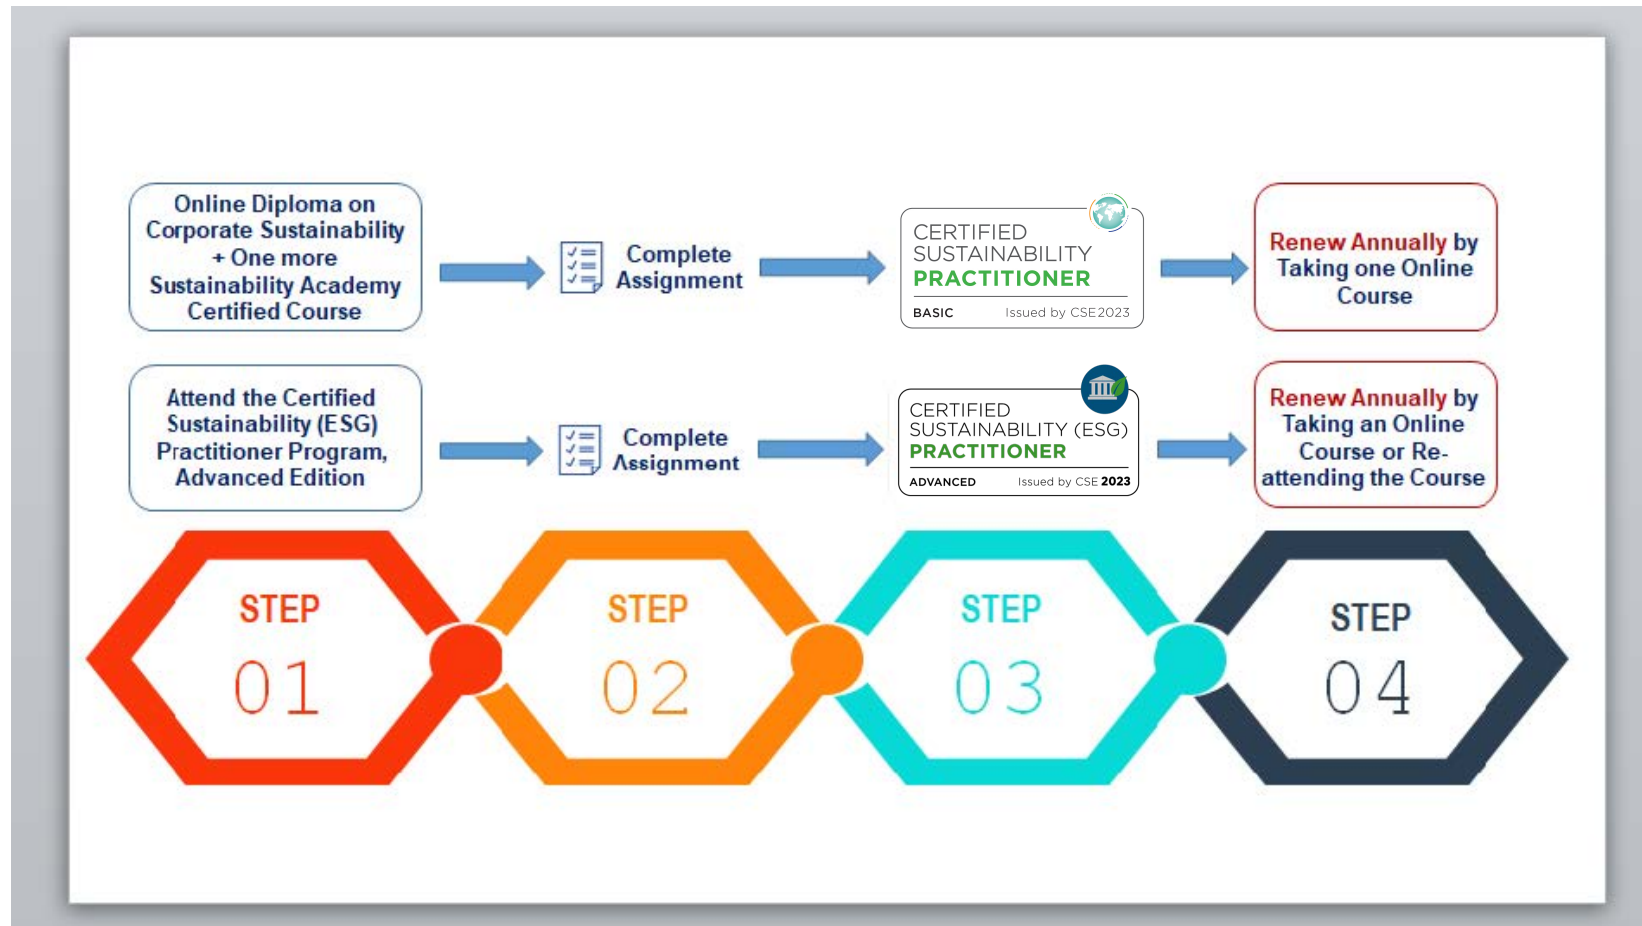 Online Diploma on
Corporate Sustainability
+ One more
Sustainability Academy
Certified Course
Complete
Assignment
CERTIFIED
SUSTAINABILITY
PRACTITIONER
BASIC Issued by CSE2023
Renew Annually by
Taking one Online
Course
Attend the Certified
Sustainability (ESG)
Practitioner Program,
Advanced Edition
Complete
Assignment
CERTIFIED
SUSTAINABILITY (ESG)
PRACTITIONER
ADVANCED Issued by CSE 2023
Renew Annually by
Taking an Online
Course or Re-
attending the Course
STEP
01
STEP
02
STEP
03
STEP
04